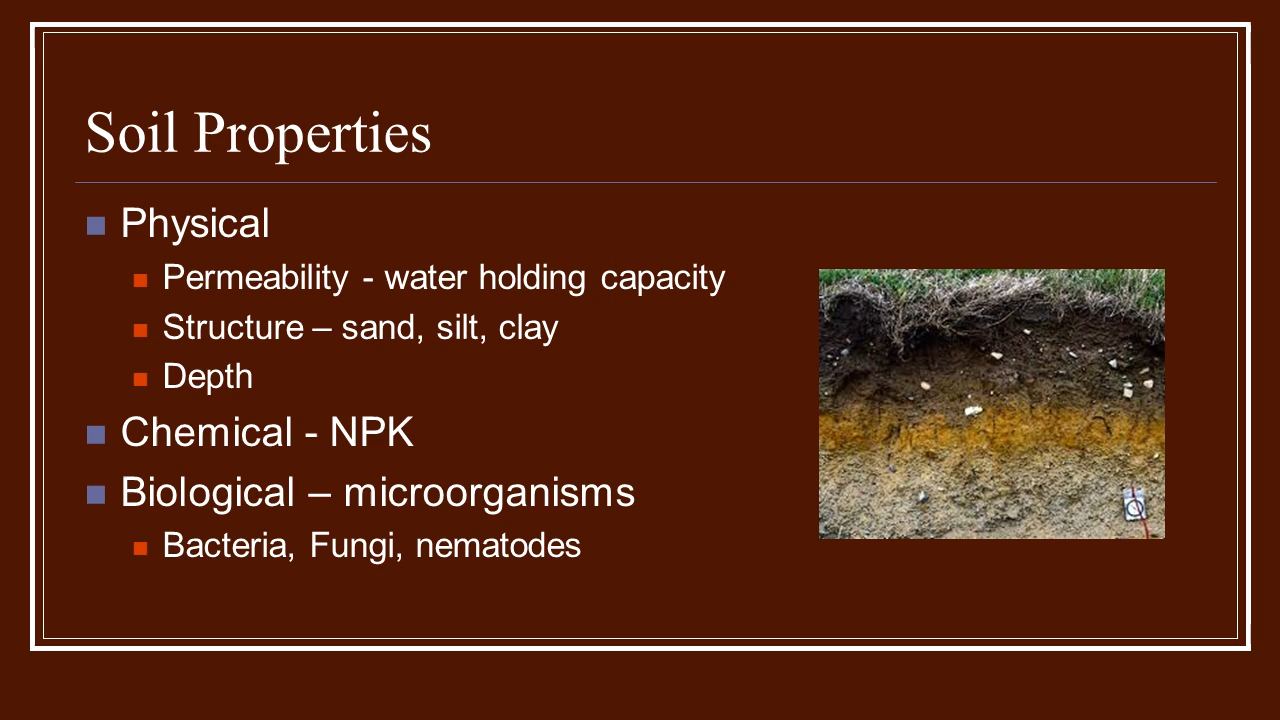 Soil Properties
Physical
Permeability - water holding capacity
Structure – sand, silt, clay
Depth
Chemical - NPK
Biological – microorganisms
Bacteria, Fungi, nematodes